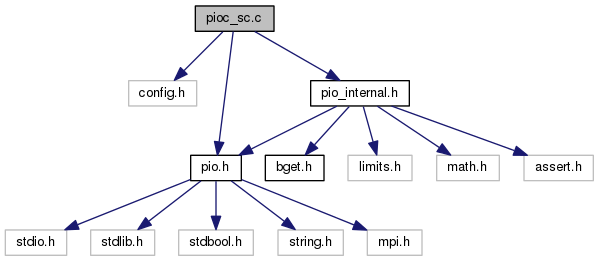 pioc_sc.c
config.h
pio_internal.h
pio.h
bget.h
limits.h
math.h
assert.h
stdio.h
stdlib.h
stdbool.h
string.h
mpi.h